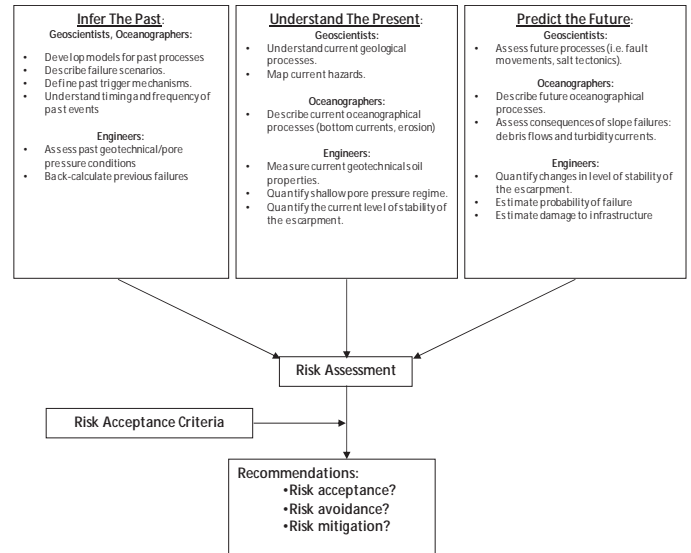 Infer The Past:
Geoscientists, Oceanographers:
• Develop models for past processes
• Describe failure scenarios.
• Define past trigger mechanisms.
• Understand timing and frequency of
past events
Engineers:
• Assess past geotechnical/pore
pressure conditions
• Back-calculate previous failures
Understand The Present:
Geoscientists:
• Understand current geological
processes.
• Map current hazards.
Oceanographers:
• Describe current oceanographical
processes (bottom currents, erosion)
Engineers:
• Measure current geotechnical soil
properties.
• Quantify shallow pore pressure regime.
• Quantify the current level of stability of
the escarpment.
Predict the Future:
Geoscientists:
• Assess future processes (i.e. fault
movements, salt tectonics).
Oceanographers:
• Describe future oceanographical
processes.
• Assess consequences of slope failures:
debris flows and turbidity currents.
Engineers:
• Quantify changes in level of stability of
the escarpment.
• Estimate probability of failure
• Estimate damage to infrastructure
Risk Assessment
Risk Acceptance Criteria
Recommendations:
•Risk acceptance?
•Risk avoidance?
•Risk mitigation?